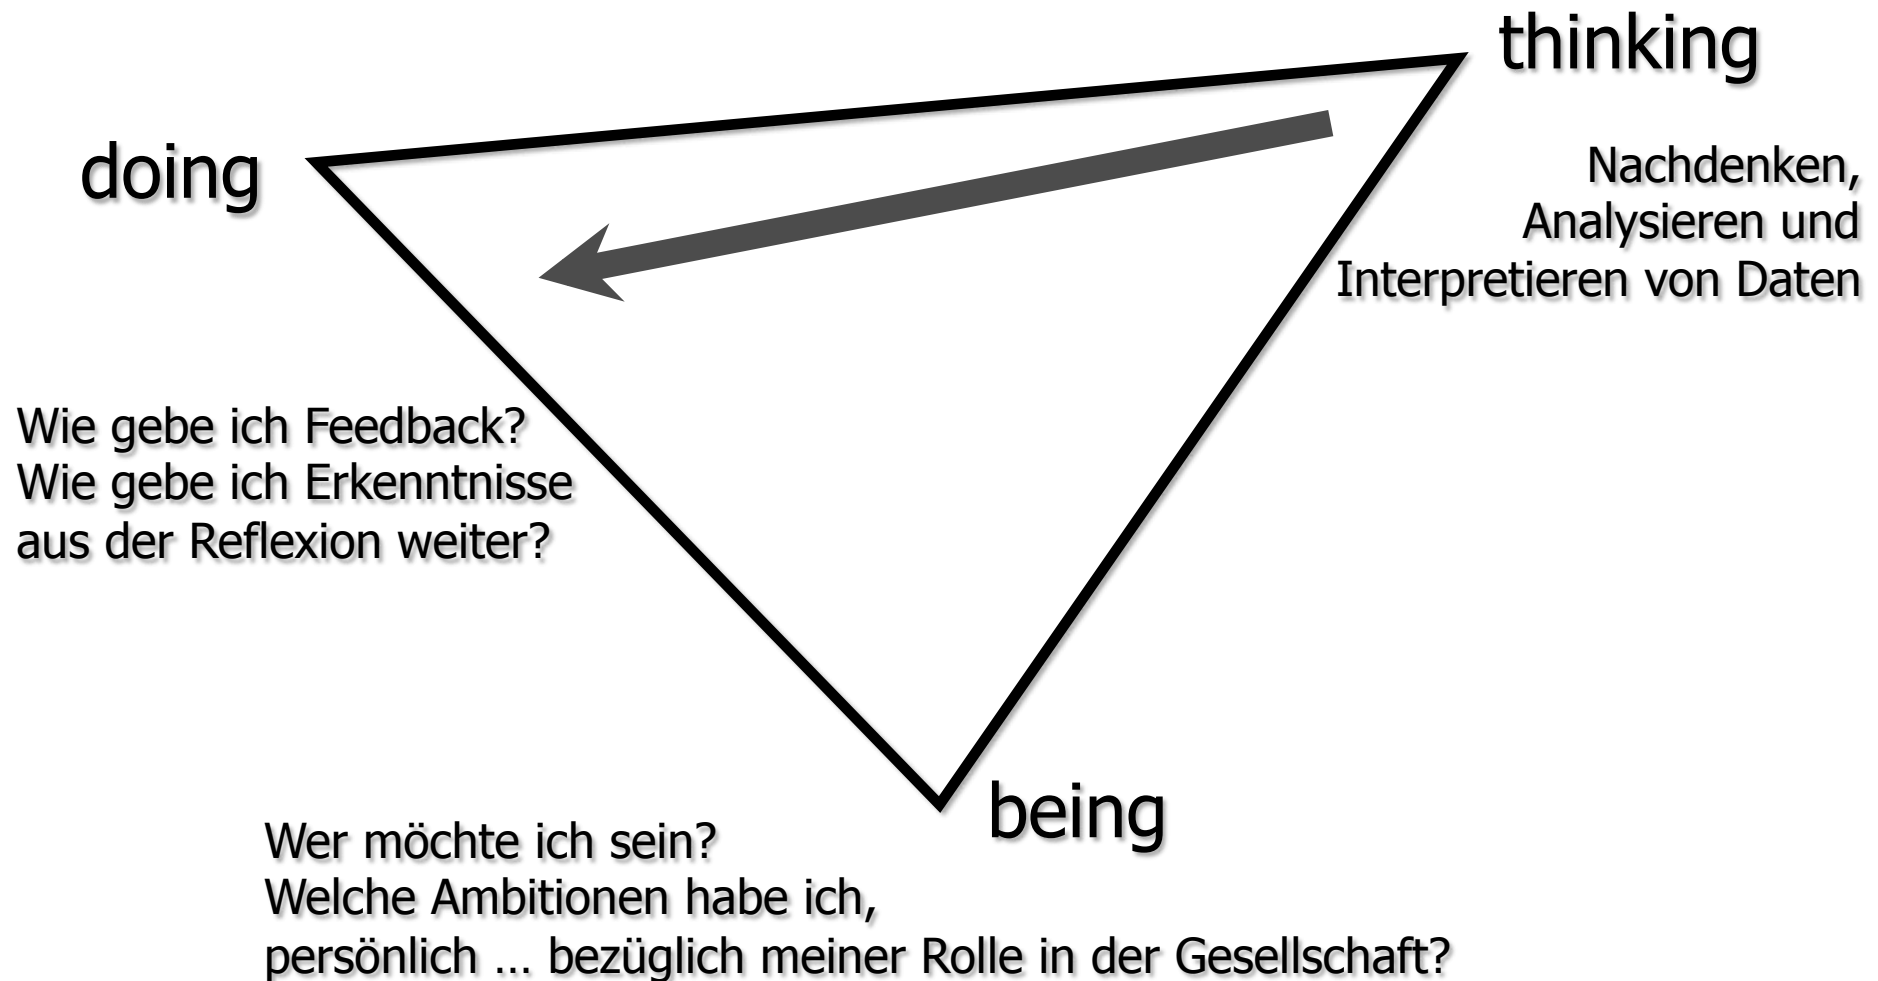 thinking
doing
Nachdenken,
Analysieren und
Interpretieren von Daten
Wie gebe ich Feedback?
Wie gebe ich Erkenntnisse
aus der Reflexion weiter?
being
Wer möchte ich sein?
Welche Ambitionen habe ich,
persönlich ... bezüglich meiner Rolle in der Gesellschaft?